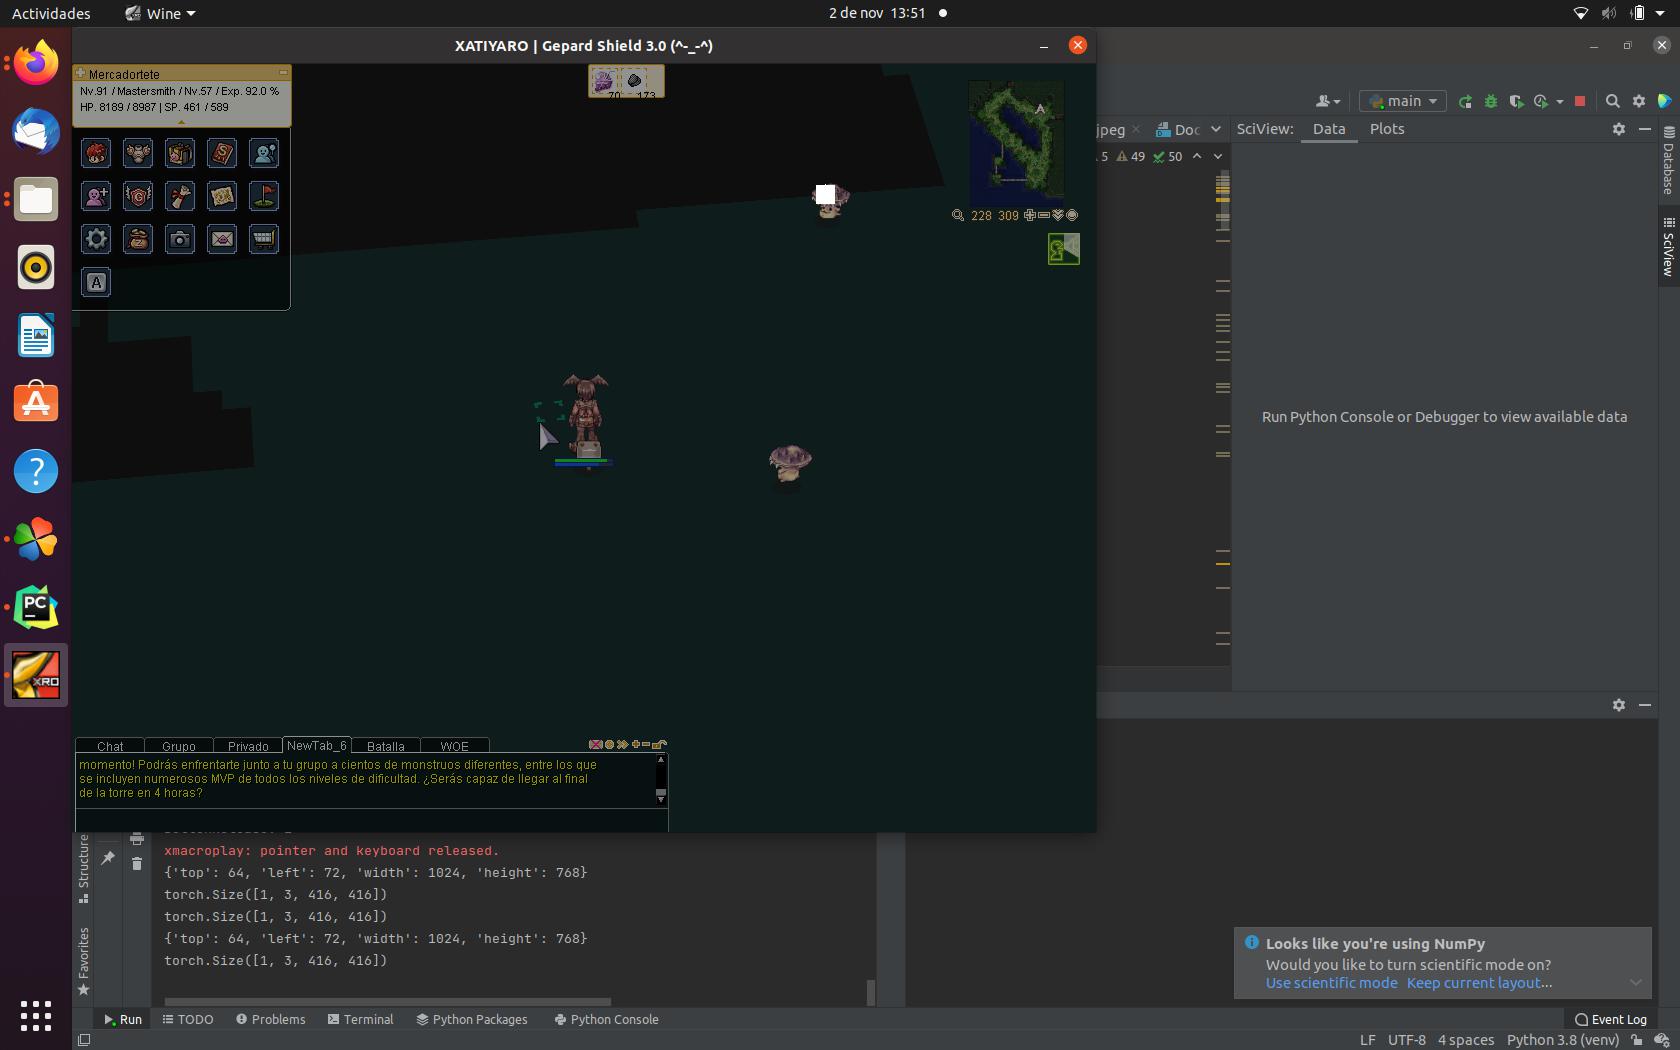 Actividades
Wine
2 de nov 13:51
XATIYARO | Gepard Shield 3.0 (^-_-^)
Mercadortete
Nv.91 / Mastersmith / Nv.57 / Exp. 92.0 %
HP. 8189 / 8987 | SP. 461 / 589
70
173
A
228 309
main
jpeg
Doc
SciView:
Data
Plots
5
49
50
Database
SciView
Run Python Console or Debugger to view available data
PC
XRO
Chat
Grupo
Privado
NewTab_6
Batalla
WOE
momento! Podrás enfrentarte junto a tu grupo a cientos de monstruos diferentes, entre los que
se incluyen numerosos MVP de todos los niveles de dificultad. ¿Serás capaz de llegar al final
de la torre en 4 horas?
Structure
Favorites
xmacroplay: pointer and keyboard released.
{'top': 64, 'left': 72, 'width': 1024, 'height': 768}
torch.Size([1, 3, 416, 416])
torch.Size([1, 3, 416, 416])
{'top': 64, 'left': 72, 'width': 1024, 'height': 768}
torch.Size([1, 3, 416, 416])
Looks like you're using NumPy
Would you like to turn scientific mode on?
Use scientific mode Keep current layout...
Run
TODO
Problems
Terminal
Python Packages
Python Console
Event Log
LF UTF-8 4 spaces Python 3.8 (venv)